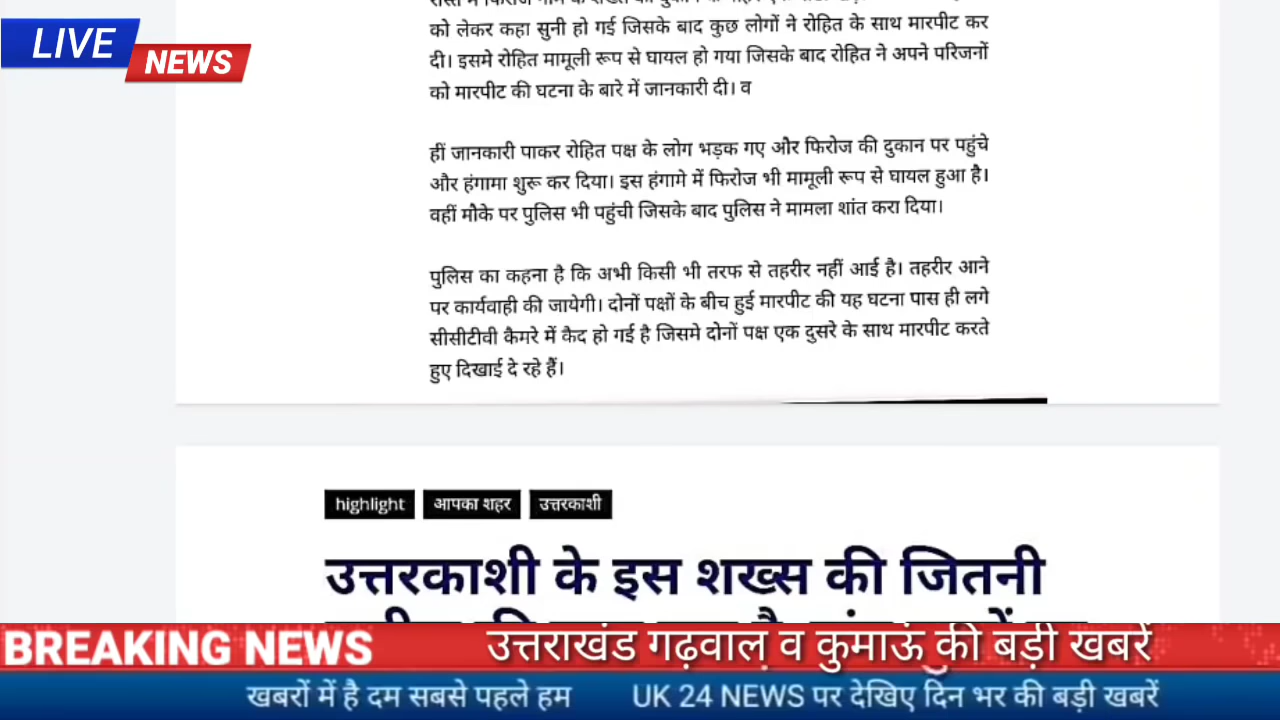 LIVE
NEWS
को लेकर कहा सुनी हो गई जिसके बाद कुछ लोगों ने रोहित के साथ मारपीट कर
दी। इसमे रोहित मामूली रूप से घायल हो गया जिसके बाद रोहित ने अपने परिजनों
को मारपीट की घटना के बारे में जानकारी दी। व
हीं जानकारी पाकर रोहित पक्ष के लोग भड़क गए और फिरोज की दुकान पर पहुंचे
और हंगामा शुरू कर दिया। इस हंगामे में फिरोज भी मामूली रूप से घायल हुआ है।
वहीं मौके पर पुलिस भी पहुंची जिसके बाद पुलिस ने मामला शांत करा दिया।
पुलिस का कहना है कि अभी किसी भी तरफ से तहरीर नहीं आई है। तहरीर आने
पर कार्यवाही की जायेगी। दोनों पक्षों के बीच हुई मारपीट की यह घटना पास ही लगे
सीसीटीवी कैमरे में कैद हो गई है जिसमे दोनों पक्ष एक दुसरे के साथ मारपीट करते
हुए दिखाई दे रहे हैं।
highlight आपका शहर उत्तरकाशी
उत्तरकाशी के इस शख्स की जितनी
BREAKING NEWS उत्तराखंड गढ़वाल व कुमाऊं की बड़ी खबरें
खबरों में है दम सबसे पहले हम UK 24 NEWS पर देखिए दिन भर की बड़ी खबरें